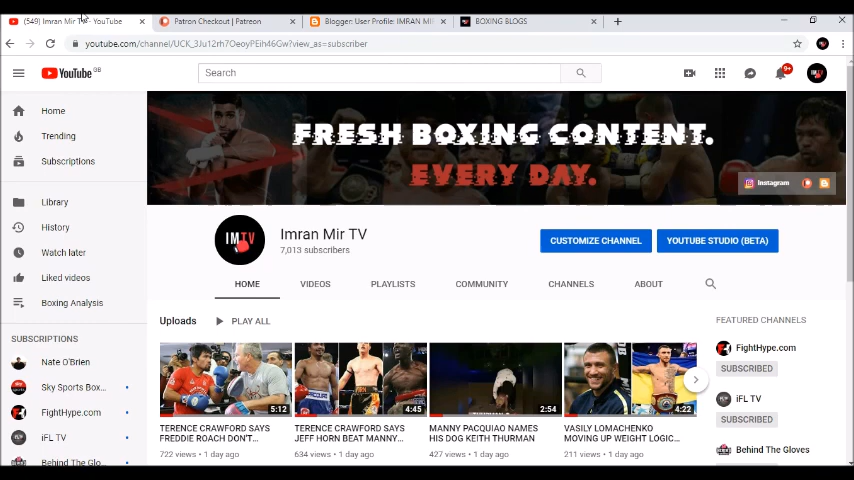 (549) Imran Mir TV - YouTube
Patron Checkout | Patreon
Blogger: User Profile: IMRAN MI
BOXING BLOGS
youtube.com/channel/UCK_3Ju12rh7OeoyPEih46Gw?view_as=subscriber
YouTube GB
Search
9+
Home
Trending
Subscriptions
Library
History
Watch later
Liked videos
Boxing Analysis
SUBSCRIPTIONS
Nate O'Brien
Sky Sports Box...
FightHype.com
iFL TV
Behind The Glo...
FRESH BOXING CONTENT.
EVERY DAY.
Instagram
IMTV
Imran Mir TV
7,013 subscribers
CUSTOMIZE CHANNEL
YOUTUBE STUDIO (BETA)
HOME
VIDEOS
PLAYLISTS
COMMUNITY
CHANNELS
ABOUT
Uploads
PLAY ALL
5:12
TERENCE CRAWFORD SAYS
FREDDIE ROACH DON'T...
722 views • 1 day ago
4:45
TERENCE CRAWFORD SAYS
JEFF HORN BEAT MANNY...
634 views • 1 day ago
2:54
MANNY PACQUIAO NAMES
HIS DOG KEITH THURMAN
427 views • 1 day ago
4:22
VASILY LOMACHENKO
MOVING UP WEIGHT LOGIC...
211 views • 1 day ago
FEATURED CHANNELS
FightHype.com
SUBSCRIBED
iFL TV
SUBSCRIBED
Behind The Gloves